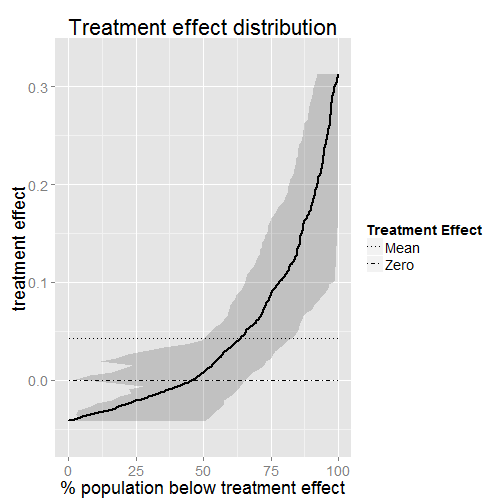 Treatment effect distribution
treatment effect
0.3
0.2
0.1
0.0
0
25
50
75
100
% population below treatment effect
Treatment Effect
Mean
Zero